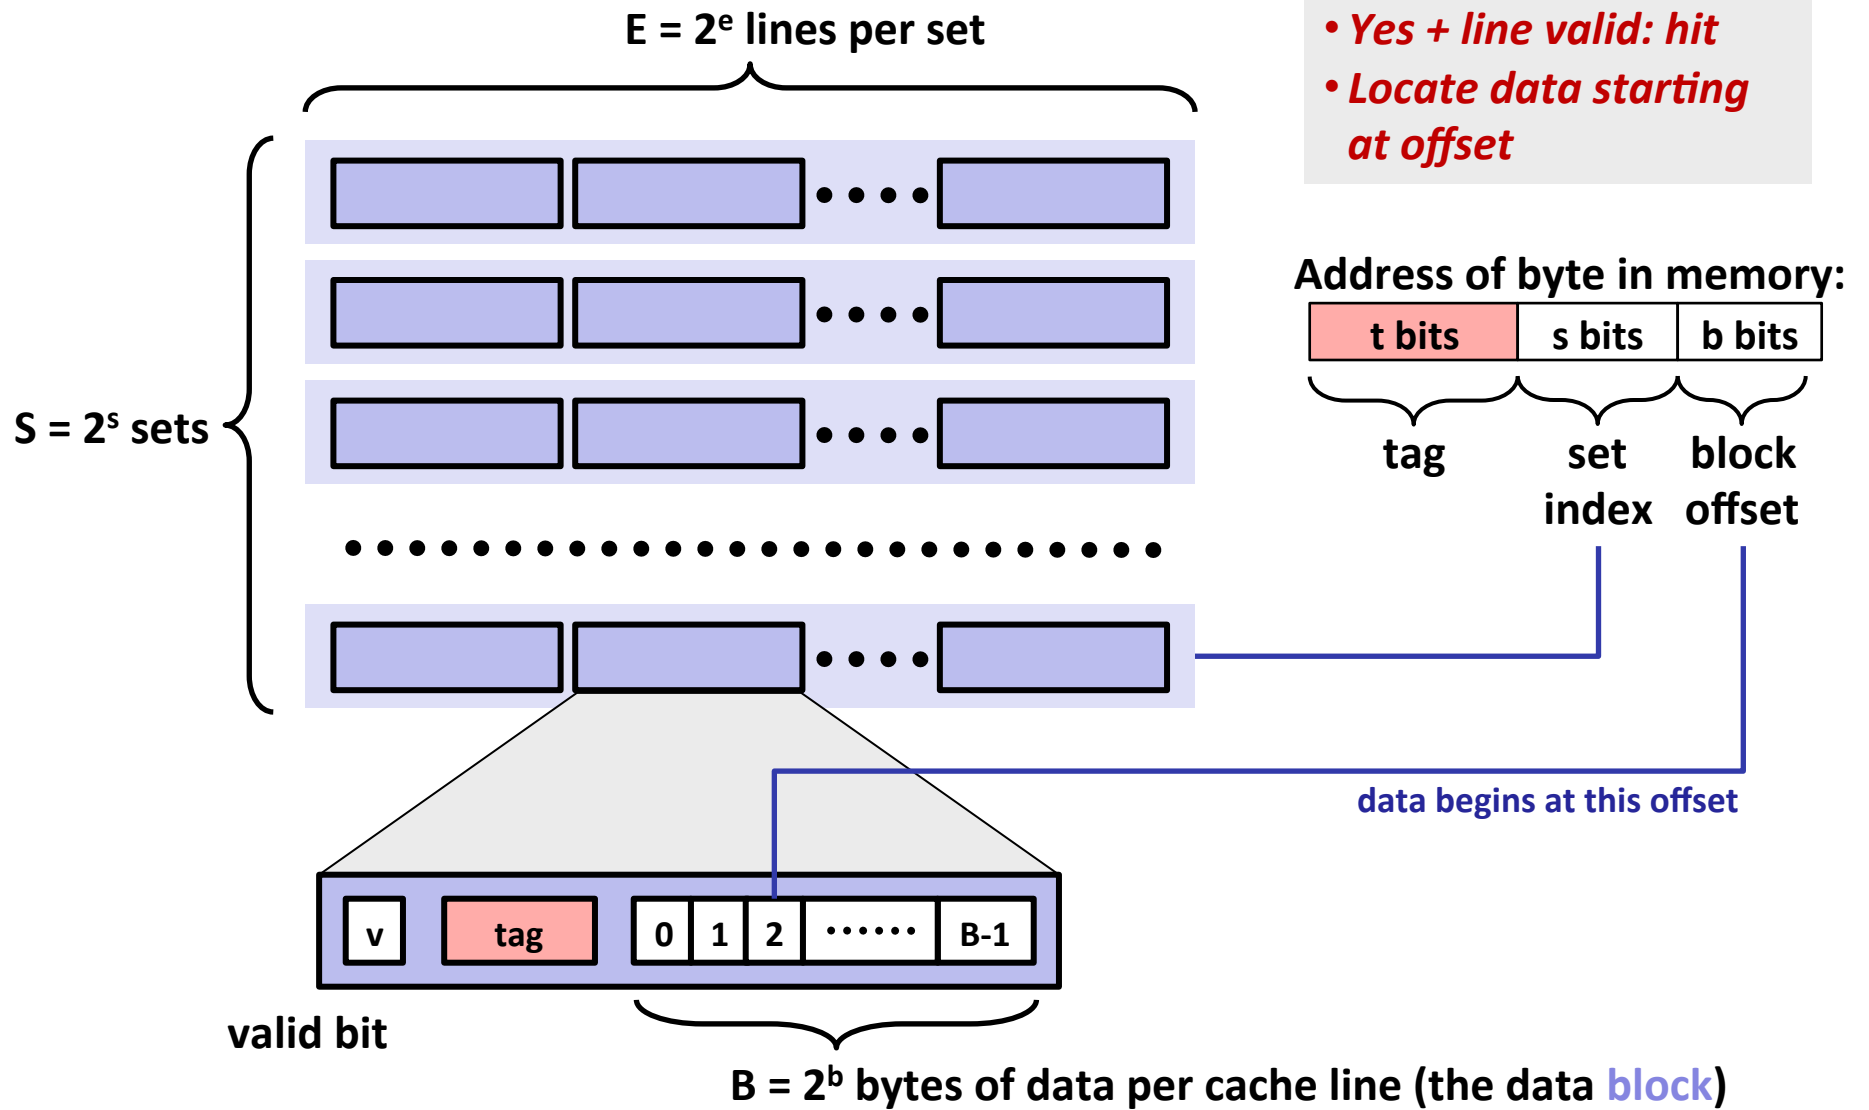 E = 2ᵉ lines per set
• Yes + line valid: hit
• Locate data starting
at offset
Address of byte in memory:
t bits s bits b bits
S = 2ˢ sets
tag set block
index offset
data begins at this offset
v tag 0 1 2 •••••• B-1
valid bit
B = 2ᵇ bytes of data per cache line (the data block)